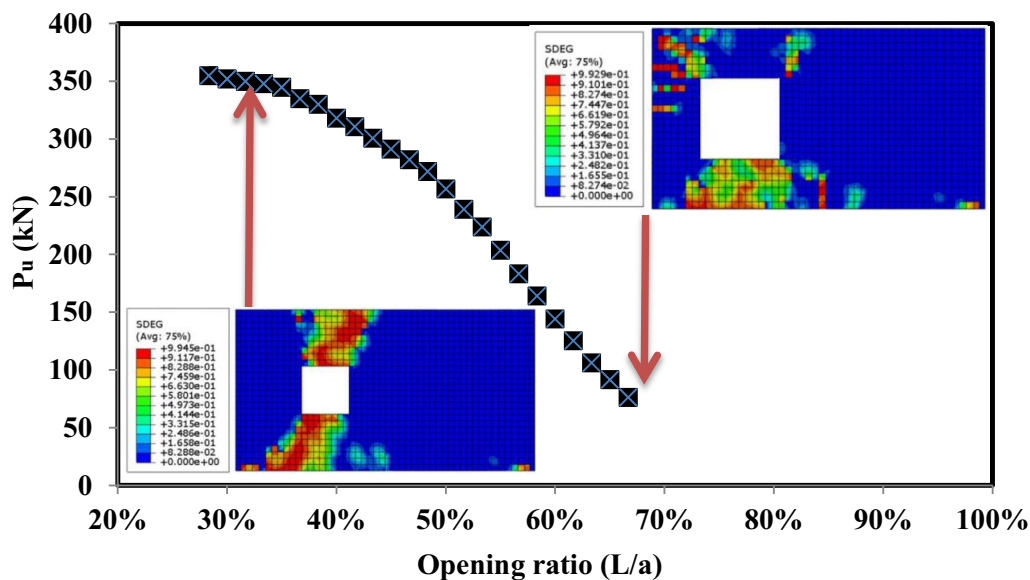 400
350
300
250
200
150
100
50
0
Pu (kN)
SDEG
(Avg: 75%)
+9.929e-01
+9.101e-01
+8.274e-01
+7.447e-01
+6.619e-01
+5.792e-01
+4.964e-01
+4.137e-01
+3.310e-01
+2.482e-01
+1.655e-01
+8.274e-02
+0.000e+00
SDEG
(Avg: 75%)
+9.945e-01
+9.117e-01
+8.288e-01
+7.459e-01
+6.630e-01
+5.801e-01
+4.973e-01
+4.144e-01
+3.315e-01
+2.486e-01
+1.658e-01
+8.288e-02
+0.000e+00
20% 30% 40% 50% 60% 70% 80% 90% 100%
Opening ratio (L/a)